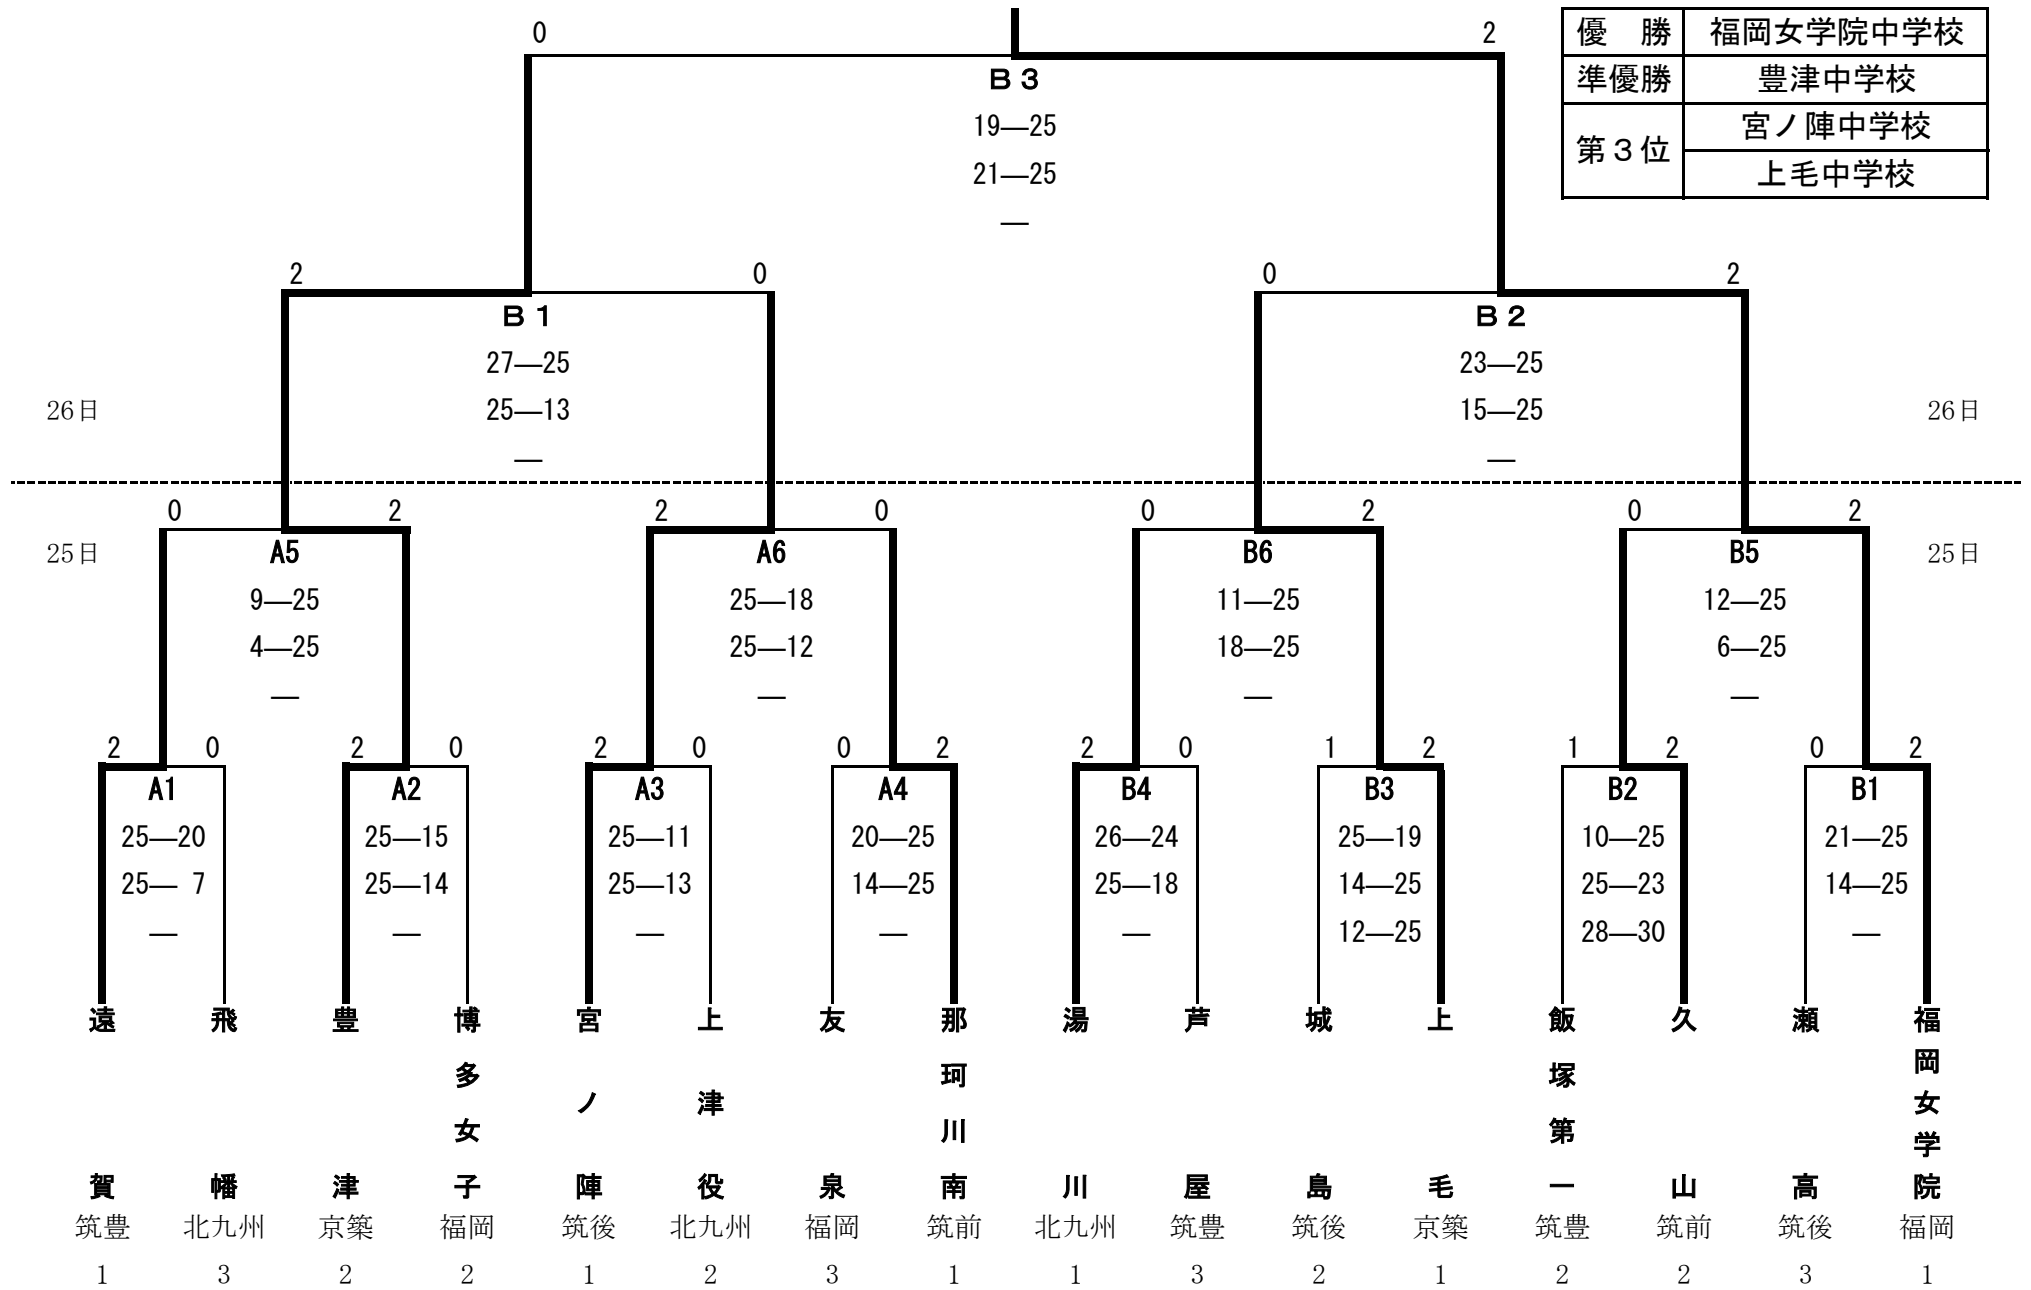 0 2
優　勝 福岡女学院中学校
準優勝 豊津中学校
第３位 宮ノ陣中学校
上毛中学校
Ｂ３
19―25
21―25
―
2 0 0 2
Ｂ１ Ｂ２
27―25 23―25
26日 25―13 15―25 26日
― ―
0 2 2 0 0 2 0 2
25日 A5 A6 B6 B5 25日
9―25 25―18 11―25 12―25
4―25 25―12 18―25 6―25
― ― ― ―
2 0 2 0 2 0 0 2 2 0 1 2 1 2 0 2
A1 A2 A3 A4 B4 B3 B2 B1
25―20 25―15 25―11 20―25 26―24 25―19 10―25 21―25
25― 7 25―14 25―13 14―25 25―18 14―25 25―23 14―25
― ― ― ― ― 12―25 28―30 ―
遠賀
飛幡
豊津
博多女子
宮ノ陣
上津役
友泉
那珂川南
湯川
芦屋
城島
上毛
飯塚第一
久山
瀬高
福岡女学院
筑豊 北九州 京築 福岡 筑後 北九州 福岡 筑前 北九州 筑豊 筑後 京築 筑豊 筑前 筑後 福岡
1 3 2 2 1 2 3 1 1 3 2 1 2 2 3 1